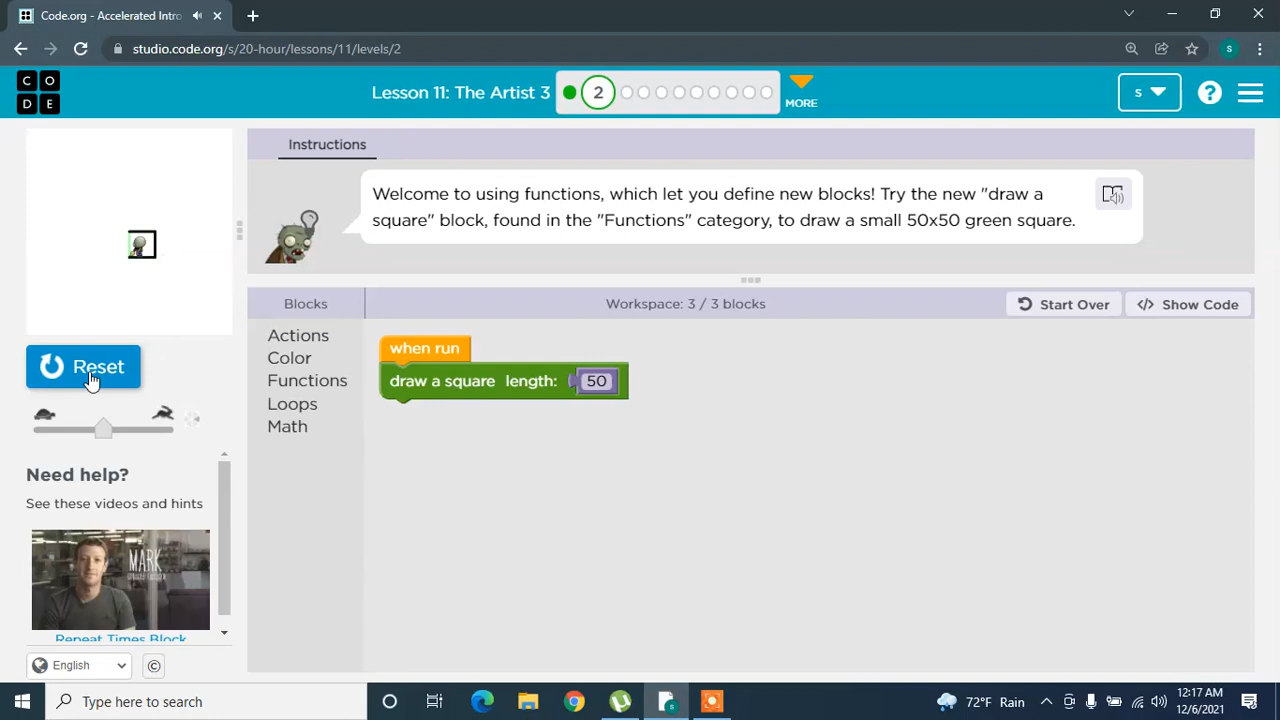 Code.org - Accelerated Intro
studio.code.org/s/20-hour/lessons/11/levels/2
s
CO
DE
Lesson 11: The Artist 3
2
MORE
s
?
Instructions
Welcome to using functions, which let you define new blocks! Try the new "draw a
square" block, found in the "Functions" category, to draw a small 50x50 green square.
Blocks
Workspace: 3 / 3 blocks
Start Over
</> Show Code
Actions
Color
Functions
Loops
Math
when run
draw a square length: 50
Reset
Need help?
See these videos and hints
MARK
Repeat Times Block
English
©
Type here to search
72°F Rain
12:17 AM
12/6/2021